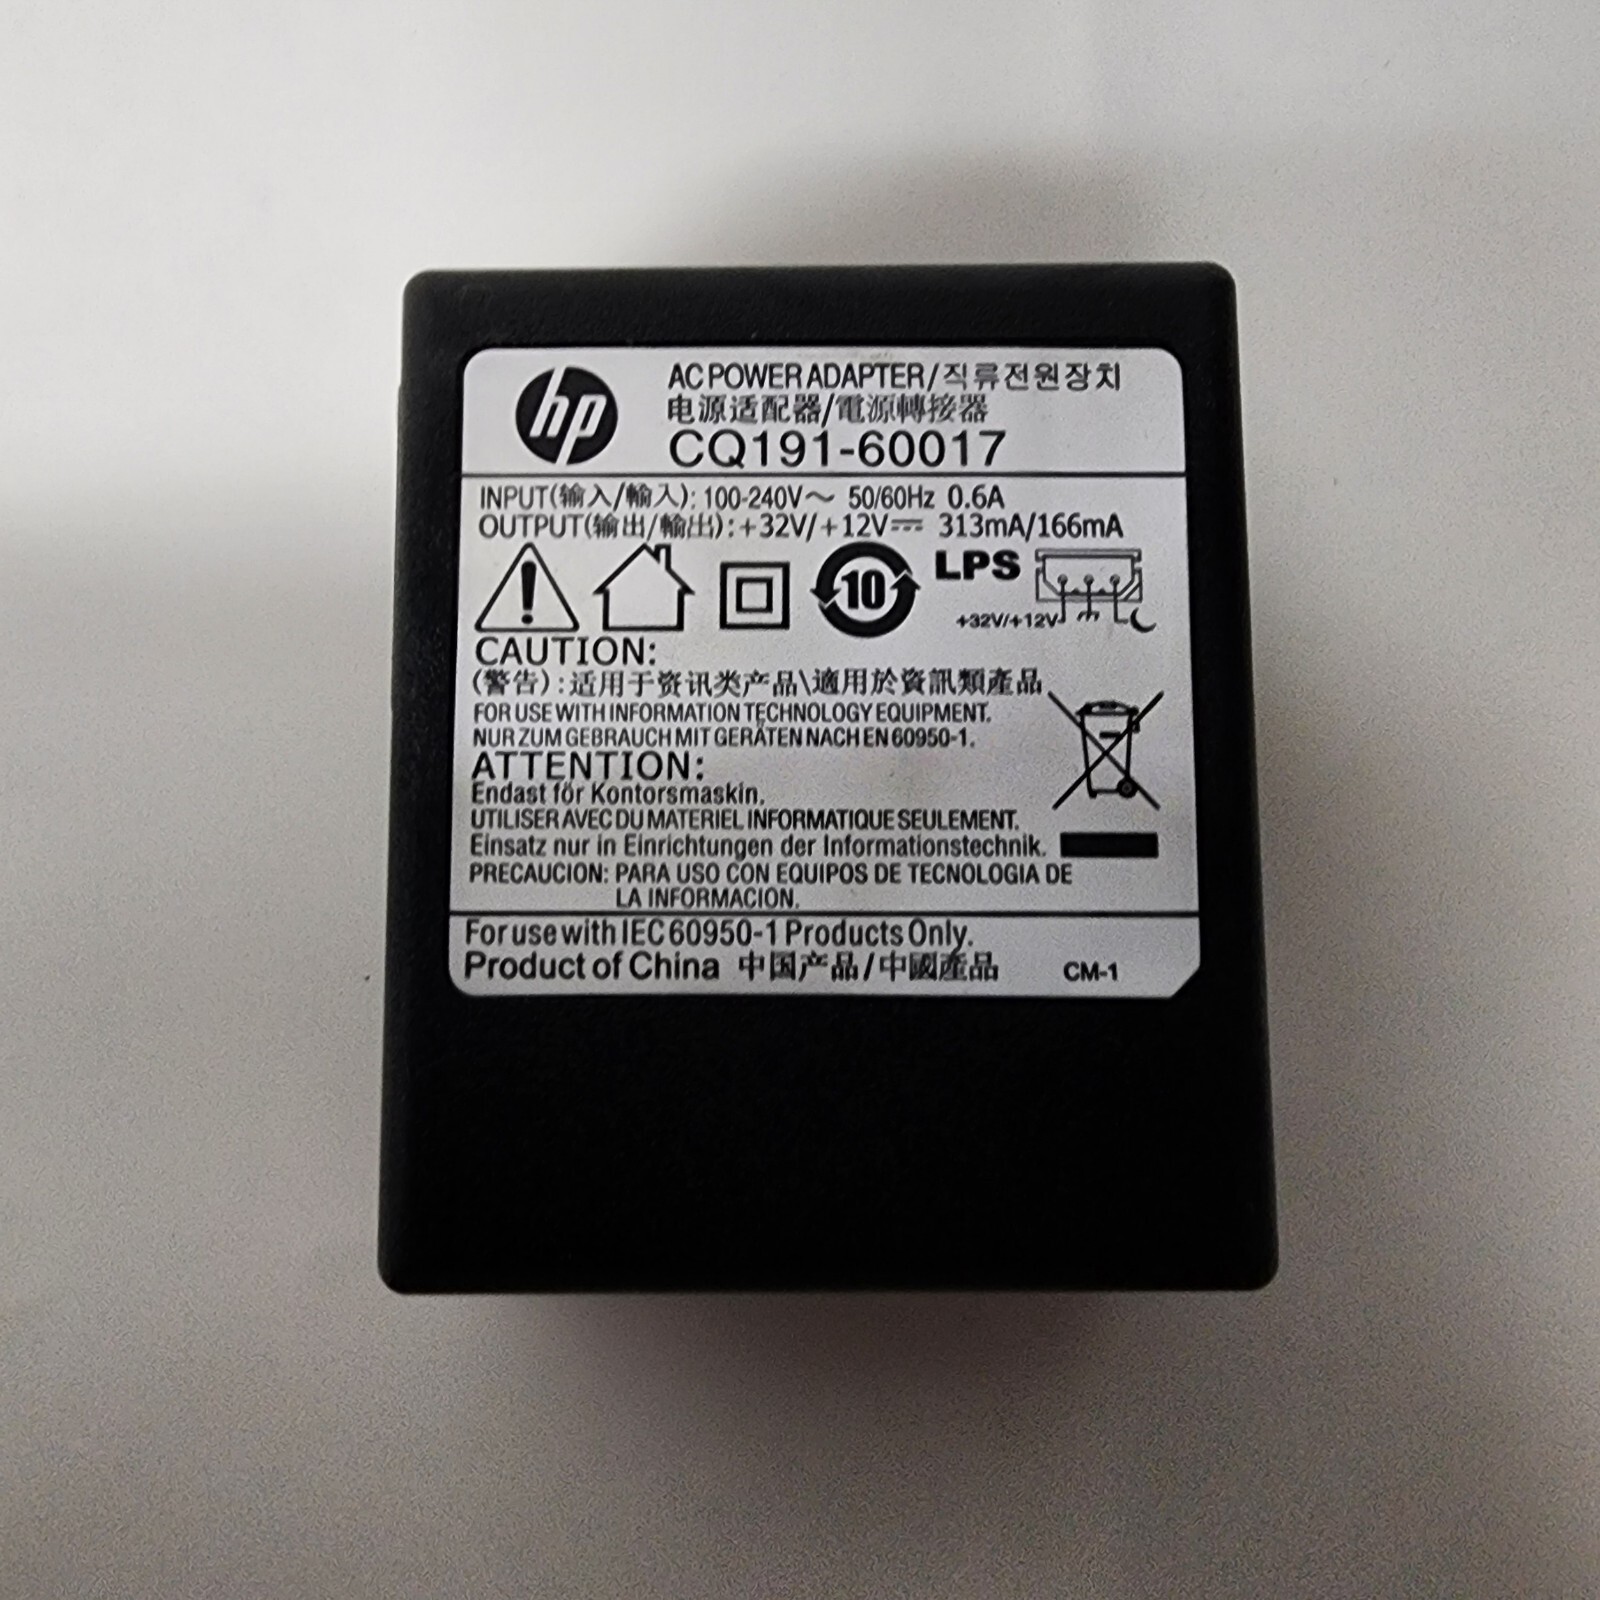 hp
AC POWER ADAPTER/직류전원장치
电源适配器/電源轉接器
CQ191-60017
INPUT(输入/輸入): 100-240V～ 50/60Hz 0.6A
OUTPUT(输出/輸出):+32V/+12V⎓ 313mA/166mA
10
LPS
+32V/+12V
CAUTION:
(警告):适用于资讯类产品\適用於資訊類產品
FOR USE WITH INFORMATION TECHNOLOGY EQUIPMENT.
NUR ZUM GEBRAUCH MIT GERÄTEN NACH EN 60950-1.
ATTENTION:
Endast för Kontorsmaskin.
UTILISER AVEC DU MATERIEL INFORMATIQUE SEULEMENT.
Einsatz nur in Einrichtungen der Informationstechnik.
PRECAUCION: PARA USO CON EQUIPOS DE TECNOLOGIA DE
LA INFORMACION.
For use with IEC 60950-1 Products Only.
Product of China 中国产品/中國產品 CM-1